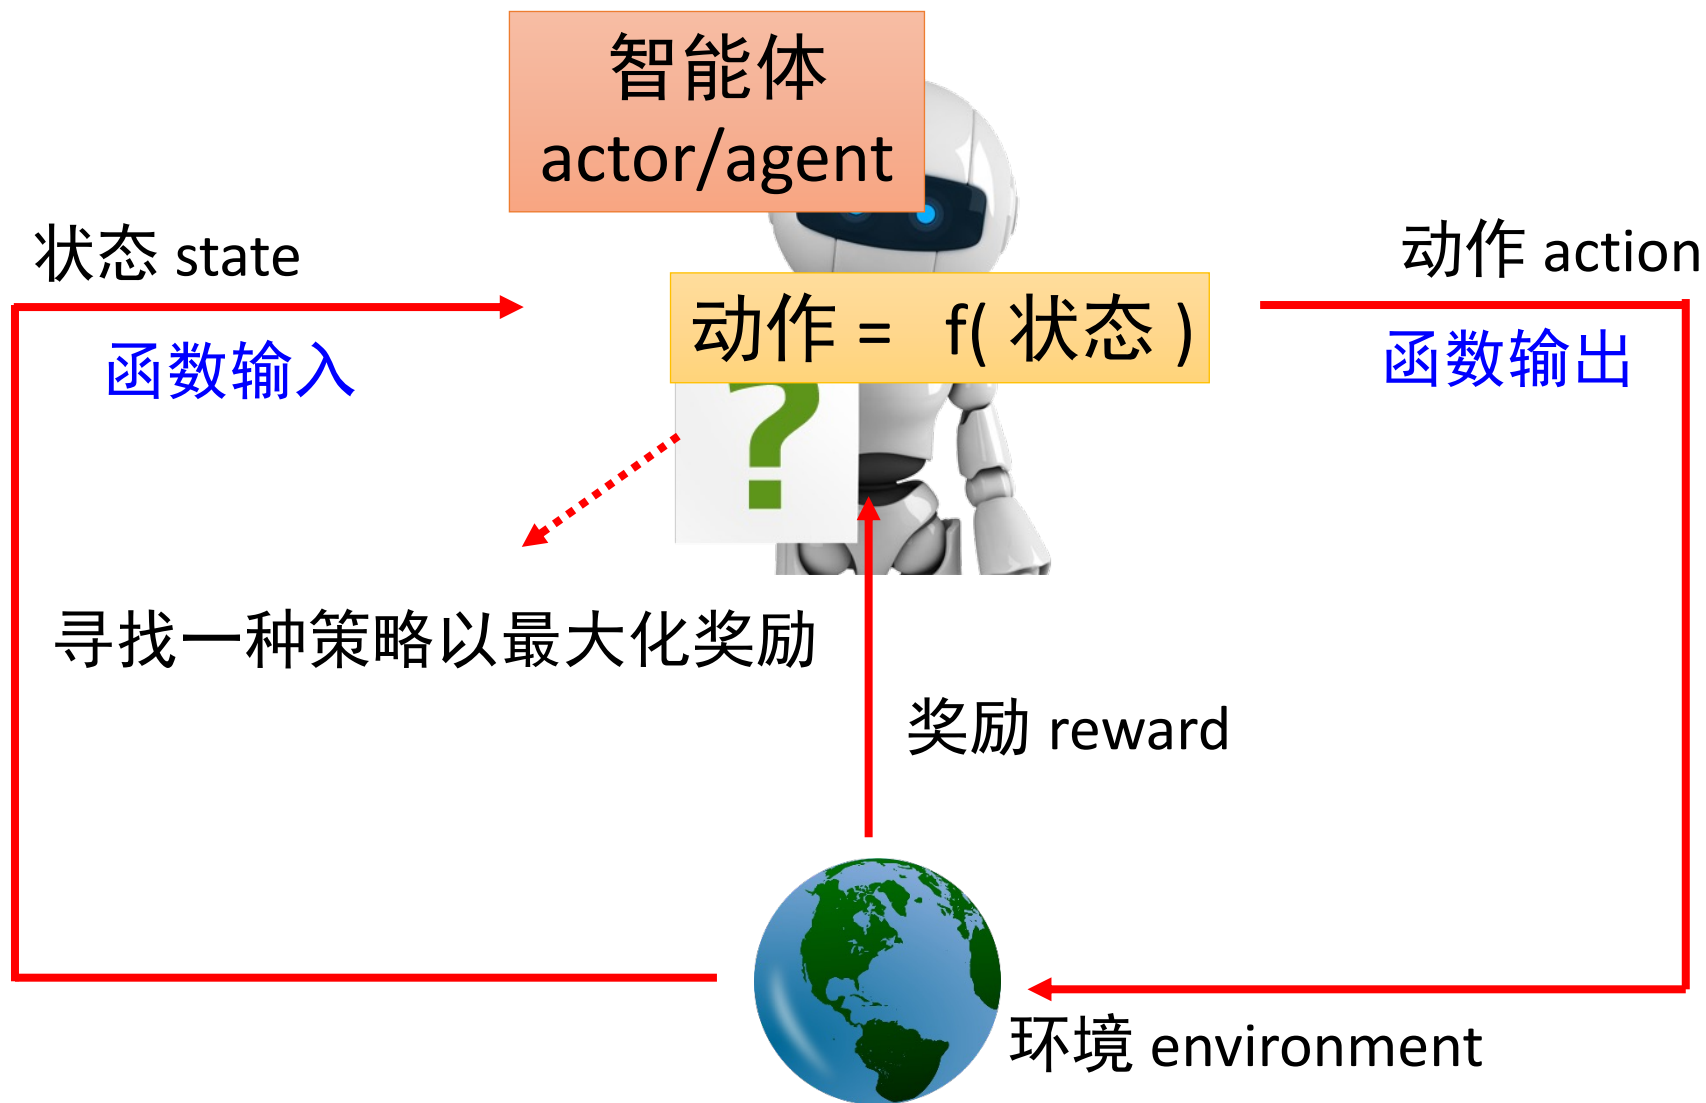 智能体
actor/agent
状态 state
动作 action
动作 = f( 状态 )
函数输入
函数输出
?
寻找一种策略以最大化奖励
奖励 reward
环境 environment